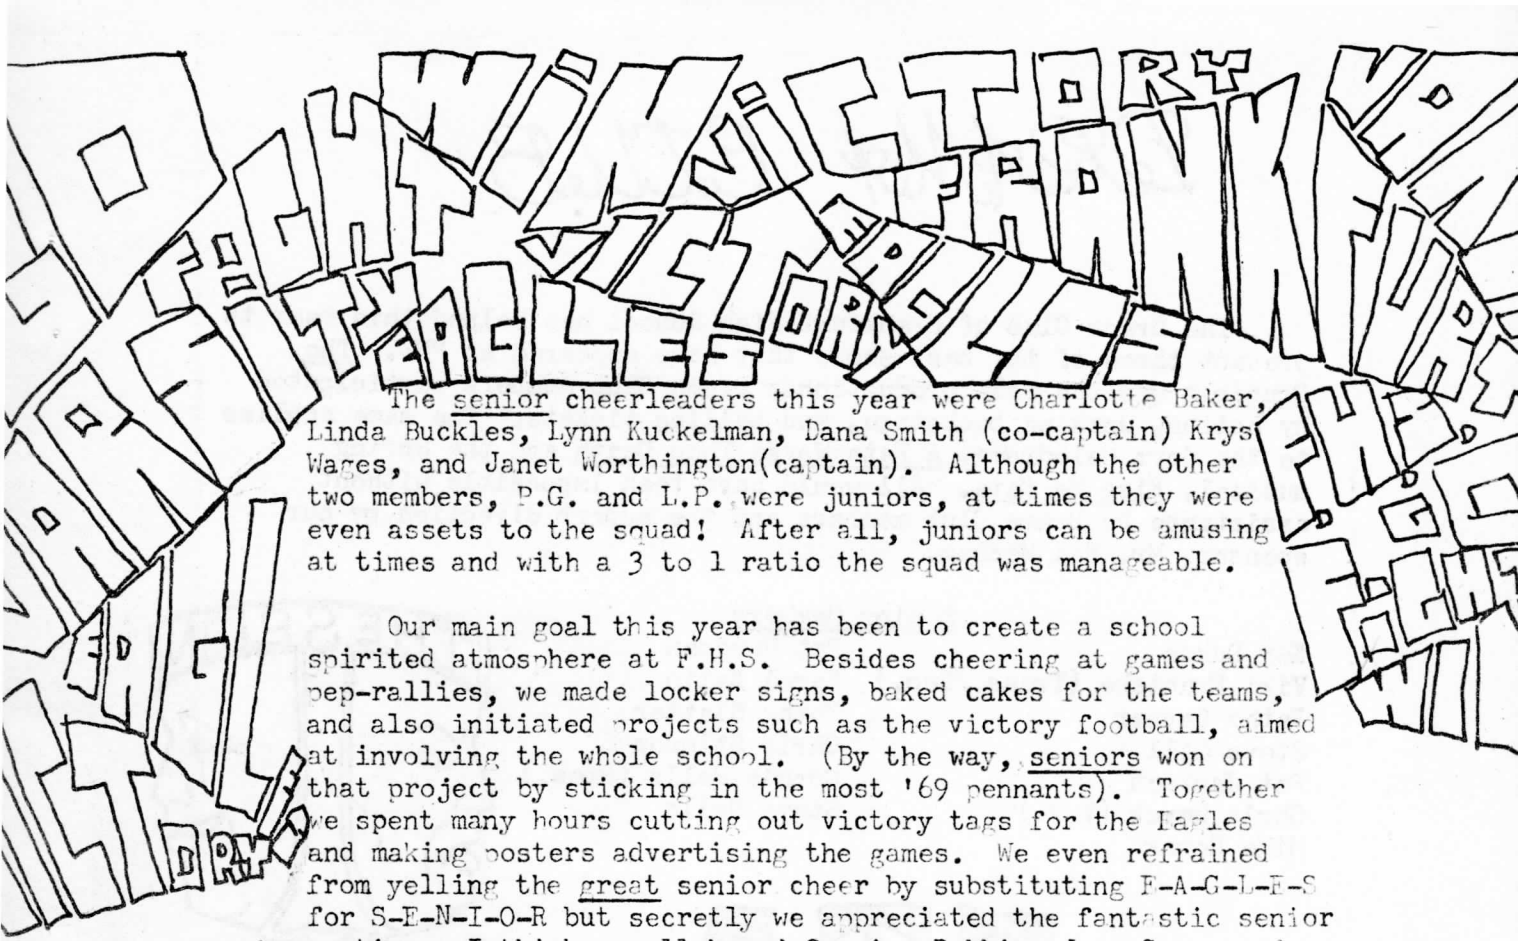 WIN VICTORY
FIGHT FRANKFURT
VARSITY VICTORY EAGLES
EAGLES
The senior cheerleaders this year were Charlotte Baker,
Linda Buckles, Lynn Kuckelman, Dana Smith (co-captain) Krys
Wages, and Janet Worthington(captain). Although the other
two members, P.G. and L.P. were juniors, at times they were
even assets to the squad! After all, juniors can be amusing
at times and with a 3 to 1 ratio the squad was manageable.
Our main goal this year has been to create a school
spirited atmosphere at F.H.S. Besides cheering at games and
pep-rallies, we made locker signs, baked cakes for the teams,
and also initiated projects such as the victory football, aimed
at involving the whole school. (By the way, seniors won on
that project by sticking in the most '69 pennants). Together
we spent many hours cutting out victory tags for the Eagles
and making posters advertising the games. We even refrained
from yelling the great senior cheer by substituting E-A-G-L-E-S
for S-E-N-I-O-R but secretly we appreciated the fantastic senior
VARSITY
EAGLES
VICTORY
GO
FIGHT
WIN